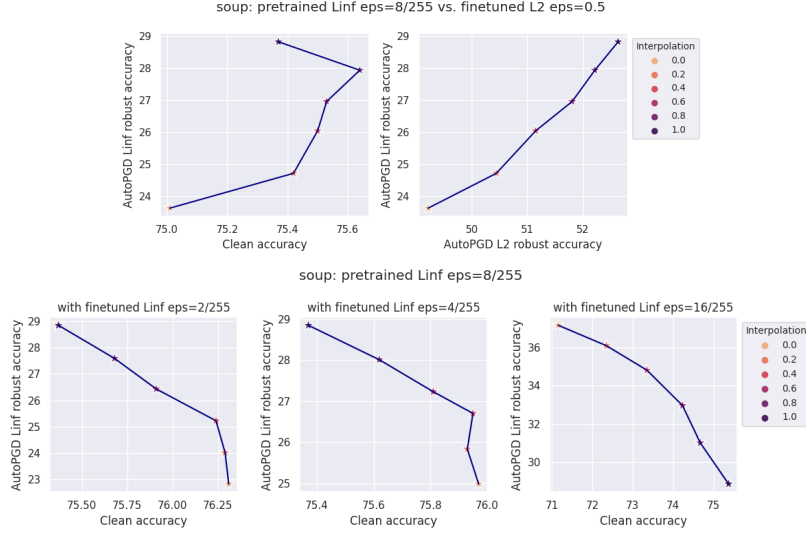 soup: pretrained Linf eps=8/255 vs. finetuned L2 eps=0.5
AutoPGD Linf robust accuracy
29
28
27
26
25
24
75.0 75.2 75.4 75.6
Clean accuracy
AutoPGD Linf robust accuracy
29
28
27
26
25
24
50 51 52
AutoPGD L2 robust accuracy
Interpolation
0.0
0.2
0.4
0.6
0.8
1.0
soup: pretrained Linf eps=8/255
with finetuned Linf eps=2/255
AutoPGD Linf robust accuracy
29
28
27
26
25
24
23
75.50 75.75 76.00 76.25
Clean accuracy
with finetuned Linf eps=4/255
AutoPGD Linf robust accuracy
29
28
27
26
25
75.4 75.6 75.8 76.0
Clean accuracy
with finetuned Linf eps=16/255
AutoPGD Linf robust accuracy
36
34
32
30
71 72 73 74 75
Clean accuracy
Interpolation
0.0
0.2
0.4
0.6
0.8
1.0